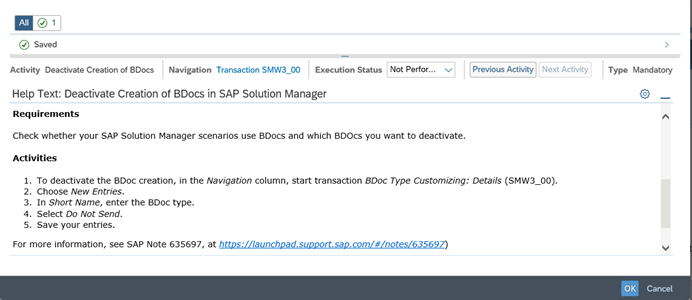 All 1
Saved
Activity Deactivate Creation of BDocs Navigation Transaction SMW3_00 Execution Status Not Perfor... Previous Activity Next Activity Type Mandatory
Help Text: Deactivate Creation of BDocs in SAP Solution Manager
Requirements
Check whether your SAP Solution Manager scenarios use BDocs and which BDOcs you want to deactivate.
Activities
1. To deactivate the BDoc creation, in the Navigation column, start transaction BDoc Type Customizing: Details (SMW3_00).
2. Choose New Entries.
3. In Short Name, enter the BDoc type.
4. Select Do Not Send.
5. Save your entries.
For more information, see SAP Note 635697, at https://launchpad.support.sap.com/#/notes/635697)
OK Cancel